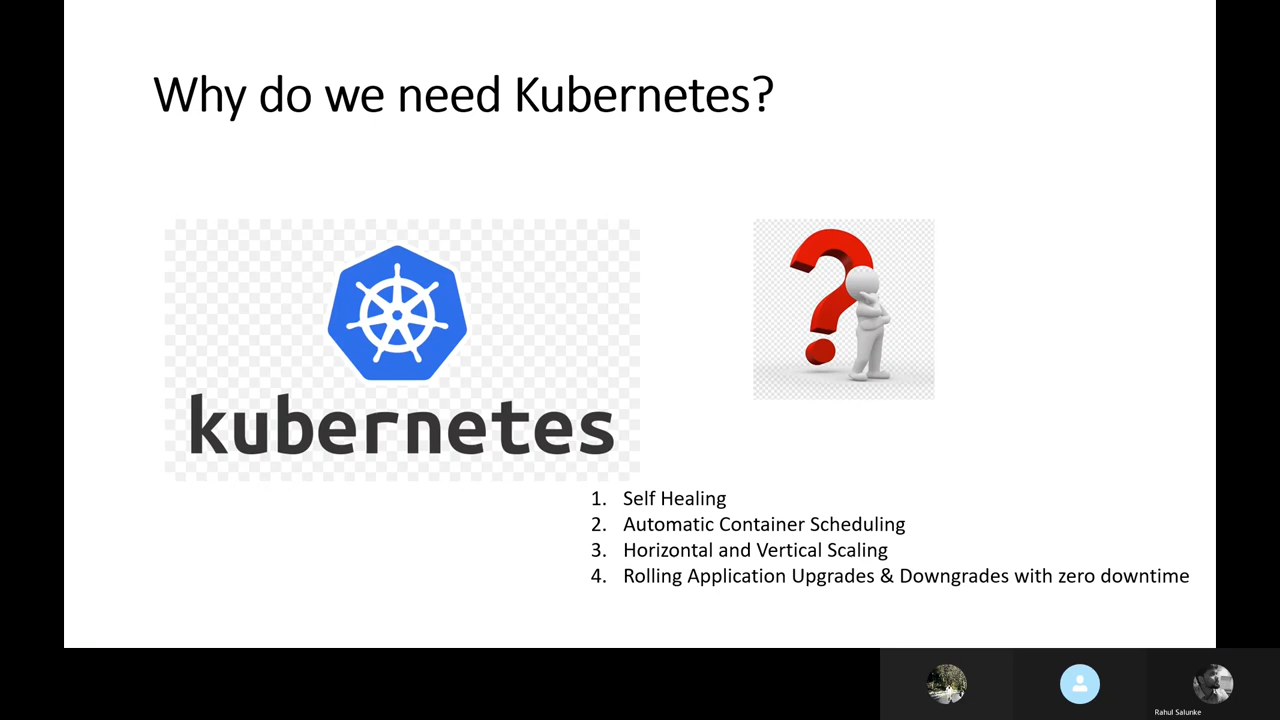 Why do we need Kubernetes?
kubernetes
1. Self Healing
2. Automatic Container Scheduling
3. Horizontal and Vertical Scaling
4. Rolling Application Upgrades & Downgrades with zero downtime
Rahul Salunke